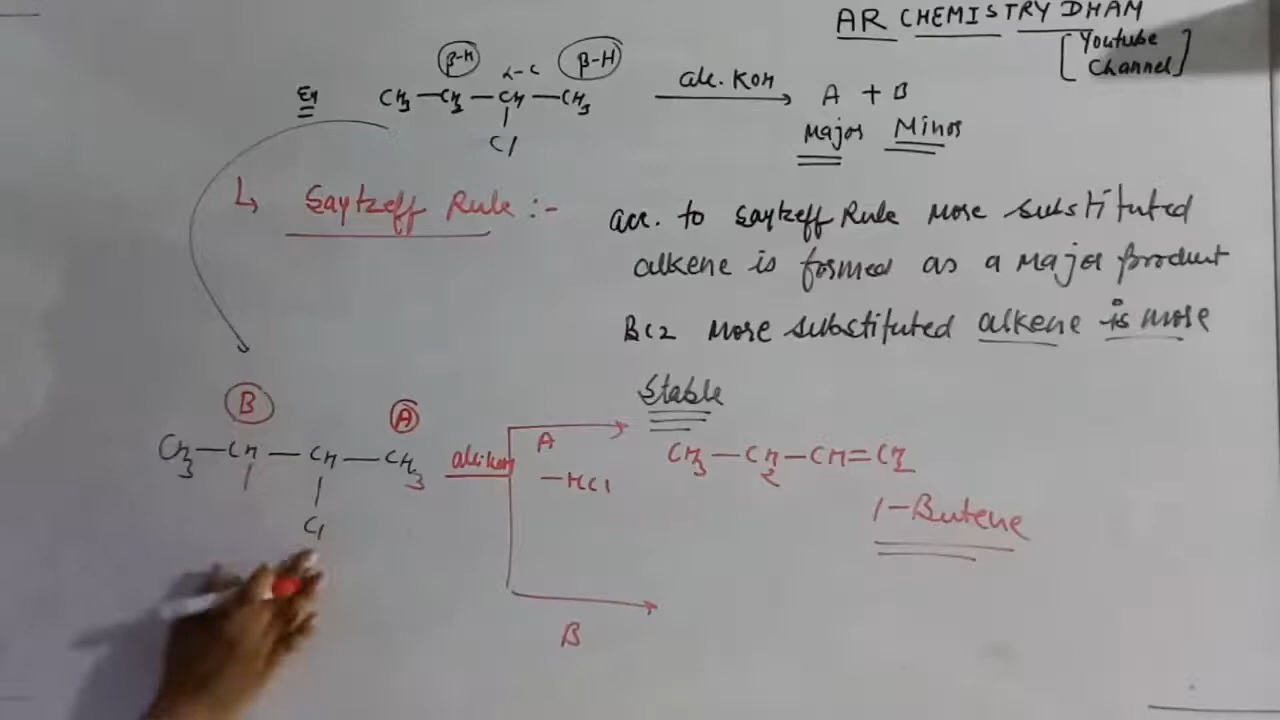 AR CHEMISTRY DHAM
[Youtube
Channel]
β-H α-C β-H
Ex CH3—CH2—CH—CH3 alc. KOH A + B
Cl Major Minor
↳ Saytzeff Rule :-
acc. to Saytzeff Rule More substituted
alkene is formed as a Major product
Bcz More substituted alkene is more
Stable
B A
CH3—CH—CH—CH3 alc. KOH A CH3—CH2—CH=CH2
Cl
—HCl
1-Butene
B